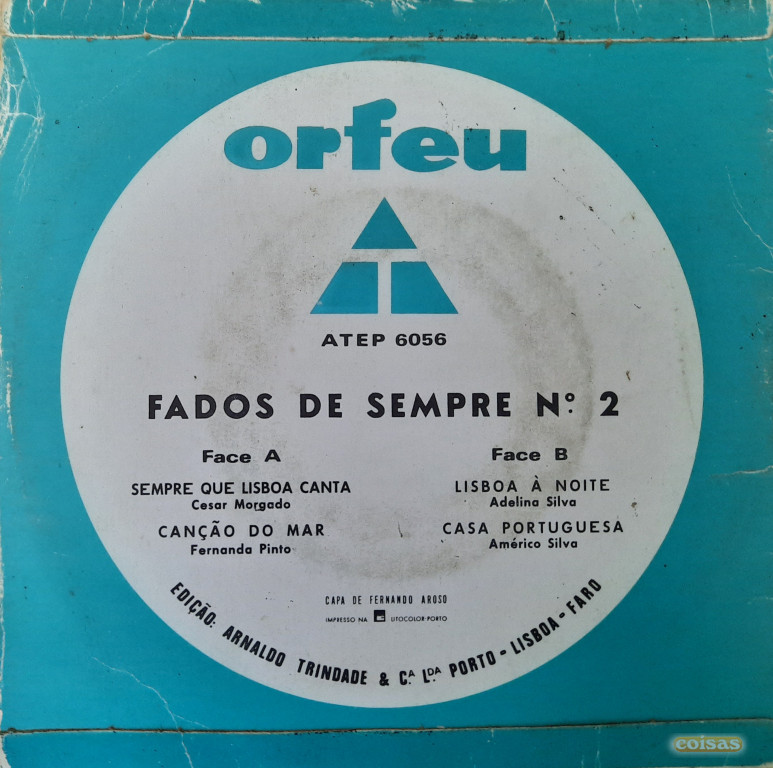 orfeu
ATEP 6056
FADOS DE SEMPRE Nº. 2
Face A
SEMPRE QUE LISBOA CANTA
Cesar Morgado
CANÇÃO DO MAR
Fernanda Pinto
Face B
LISBOA À NOITE
Adelina Silva
CASA PORTUGUESA
Américo Silva
CAPA DE FERNANDO AROSO
IMPRESSO NA UTOCOLOR-PORTO
EDIÇÃO: ARNALDO TRINDADE & C.A L.DA PORTO - LISBOA - FARO
coisas